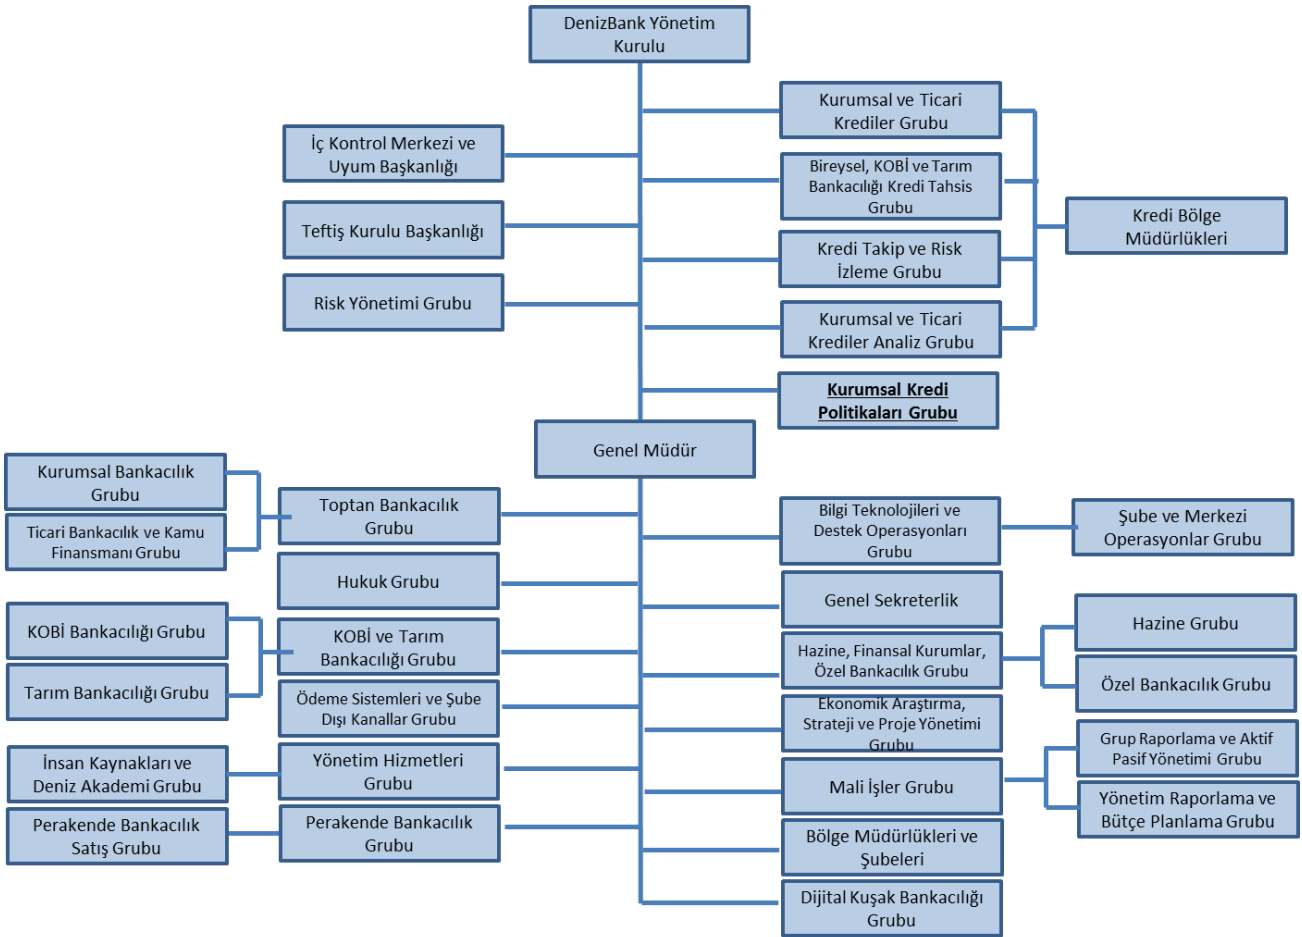 DenizBank Yönetim
Kurulu
Kurumsal ve Ticari
Krediler Grubu
İç Kontrol Merkezi ve
Uyum Başkanlığı
Bireysel, KOBİ ve Tarım
Bankacılığı Kredi Tahsis
Grubu
Kredi Bölge
Müdürlükleri
Teftiş Kurulu Başkanlığı
Kredi Takip ve Risk
İzleme Grubu
Risk Yönetimi Grubu
Kurumsal ve Ticari
Krediler Analiz Grubu
Kurumsal Kredi
Politikaları Grubu
Genel Müdür
Kurumsal Bankacılık
Grubu
Ticari Bankacılık ve Kamu
Finansmanı Grubu
Toptan Bankacılık
Grubu
Bilgi Teknolojileri ve
Destek Operasyonları
Grubu
Şube ve Merkezi
Operasyonlar Grubu
Hukuk Grubu
Genel Sekreterlik
KOBİ Bankacılığı Grubu
Tarım Bankacılığı Grubu
KOBİ ve Tarım
Bankacılığı Grubu
Hazine, Finansal Kurumlar,
Özel Bankacılık Grubu
Hazine Grubu
Özel Bankacılık Grubu
Ödeme Sistemleri ve Şube
Dışı Kanallar Grubu
Ekonomik Araştırma,
Strateji ve Proje Yönetimi
Grubu
İnsan Kaynakları ve
Deniz Akademi Grubu
Yönetim Hizmetleri
Grubu
Mali İşler Grubu
Grup Raporlama ve Aktif
Pasif Yönetimi Grubu
Yönetim Raporlama ve
Bütçe Planlama Grubu
Perakende Bankacılık
Satış Grubu
Perakende Bankacılık
Grubu
Bölge Müdürlükleri ve
Şubeleri
Dijital Kuşak Bankacılığı
Grubu